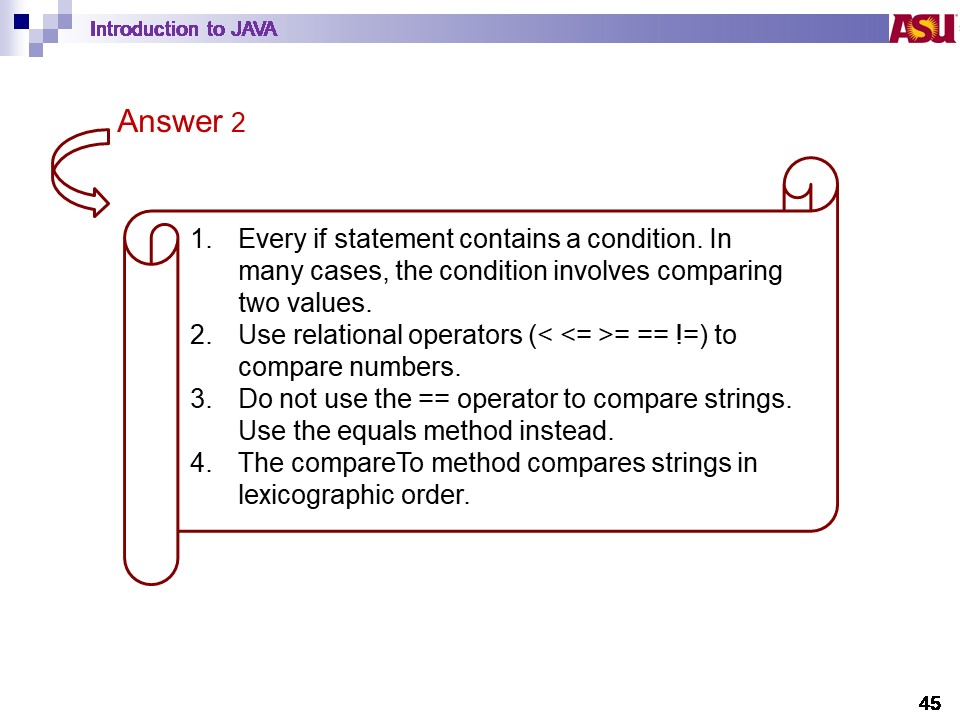 Introduction to JAVA
ASU
Answer 2
1. Every if statement contains a condition. In
many cases, the condition involves comparing
two values.
2. Use relational operators (< <= >= == !=) to
compare numbers.
3. Do not use the == operator to compare strings.
Use the equals method instead.
4. The compareTo method compares strings in
lexicographic order.
45